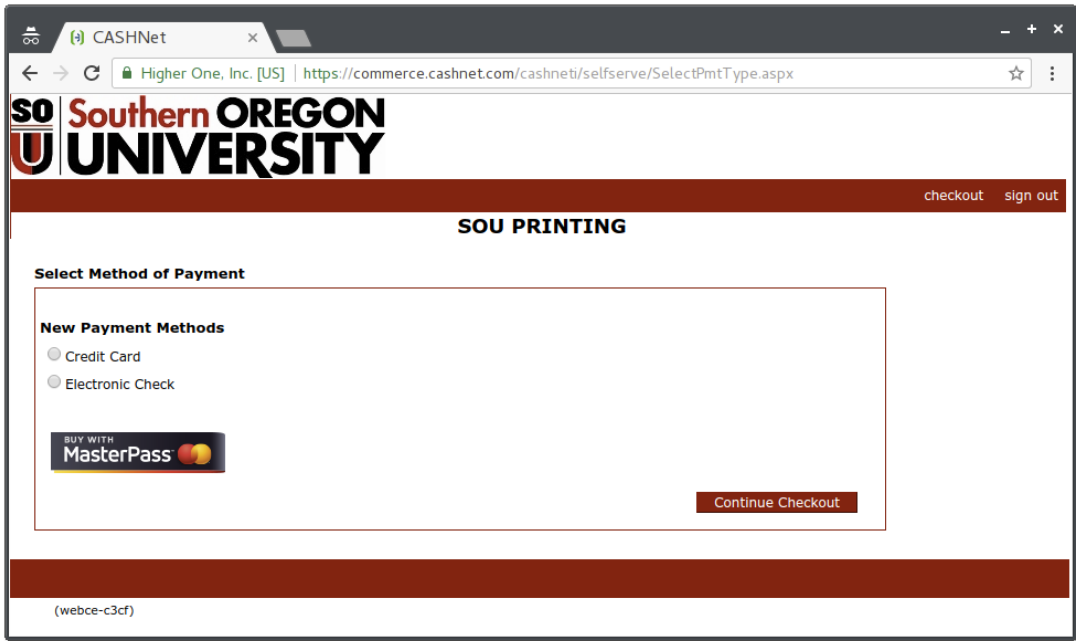 CASHNet
Higher One, Inc. [US] https://commerce.cashnet.com/cashneti/selfserve/SelectPmtType.aspx
SO Southern OREGON
U UNIVERSITY
checkout sign out
SOU PRINTING
Select Method of Payment
New Payment Methods
Credit Card
Electronic Check
BUY WITH
MasterPass
Continue Checkout
(webce-c3cf)